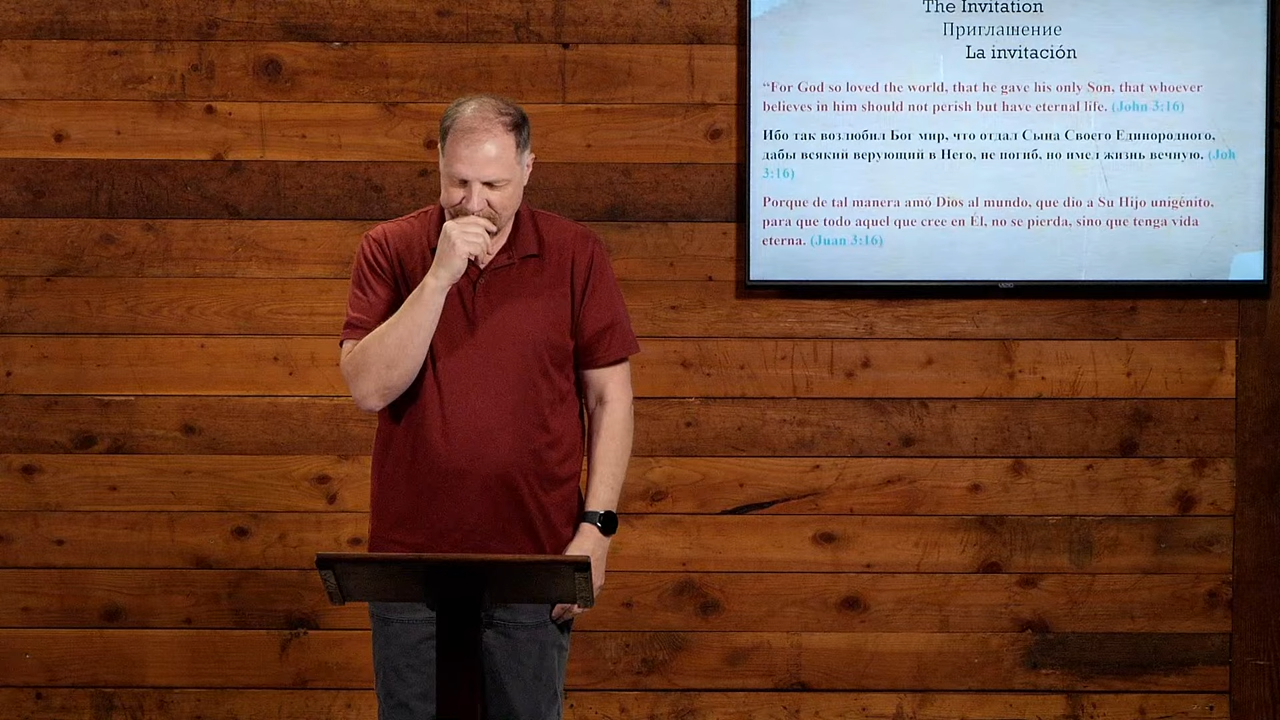 The Invitation
Приглашение
La invitación
“For God so loved the world, that he gave his only Son, that whoever
believes in him should not perish but have eternal life. (John 3:16)
Ибо так возлюбил Бог мир, что отдал Сына Своего Единородного,
дабы всякий верующий в Него, не погиб, но имел жизнь вечную. (Joh
3:16)
Porque de tal manera amó Dios al mundo, que dio a Su Hijo unigénito,
para que todo aquel que cree en Él, no se pierda, sino que tenga vida
eterna. (Juan 3:16)
VIZIO